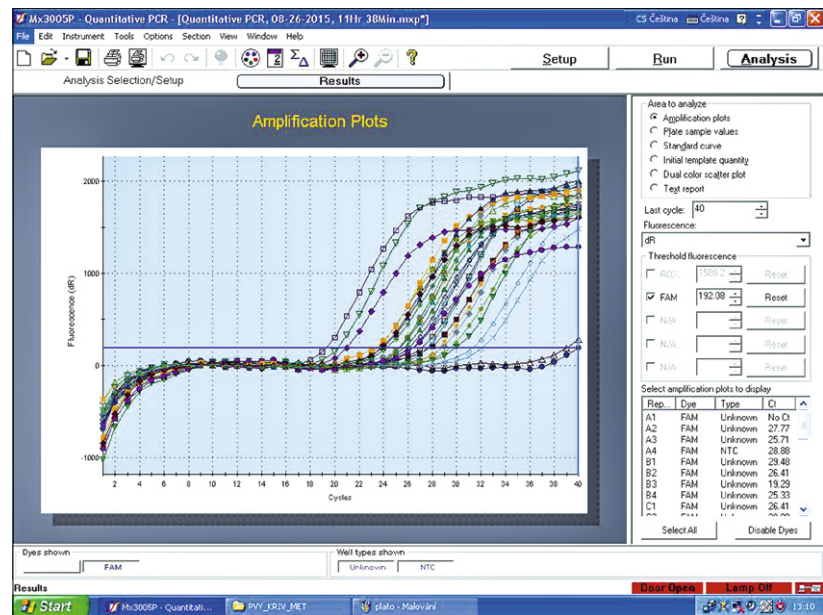 Mx3005P - Quantitative PCR - [Quantitative PCR, 08-26-2015, 11Hr 38Min.mxp*]
CS Čeština Čeština
File Edit Instrument Tools Options Section View Window Help
Setup Run Analysis
Analysis Selection/Setup Results
Amplification Plots
Fluorescence (dR)
2000
1000
0
-1000
2 4 6 8 10 12 14 16 18 20 22 24 26 28 30 32 34 36 38 40
Cycles
Area to analyze
Amplification plots
Plate sample values
Standard curve
Initial template quantity
Dual color scatter plot
Text report
Last cycle: 40
Fluorescence:
dR
Threshold fluorescence
ROX 1580.2 Reset
FAM 192.08 Reset
N/A Reset
N/A Reset
N/A Reset
Select amplification plots to display
Rep... Dye Type Ct
A1 FAM Unknown No Ct
A2 FAM Unknown 27.77
A3 FAM Unknown 25.71
A4 FAM NTC 28.88
B1 FAM Unknown 29.48
B2 FAM Unknown 26.41
B3 FAM Unknown 19.29
B4 FAM Unknown 25.33
C1 FAM Unknown 26.41
Select All Disable Dyes
Dyes shown
FAM
Well types shown
Unknown NTC
Results
Door Open Lamp Off
Start Mx3005P - Quantitati... PVY_KRIV_MET plato - Malování 13:10